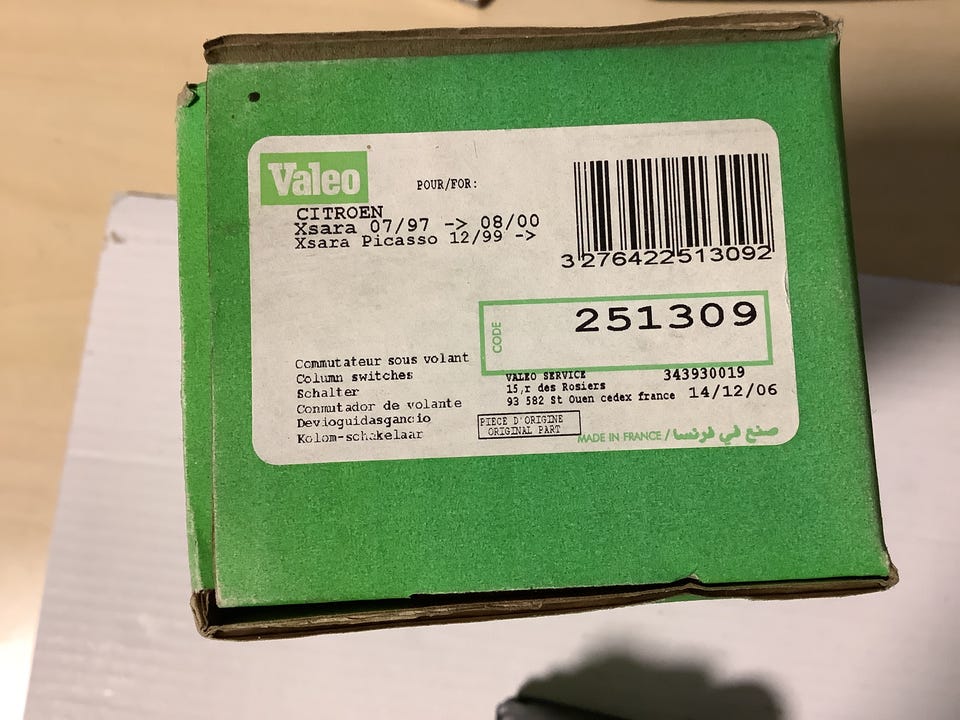 Valeo
POUR/FOR:
CITROEN
Xsara 07/97 -> 08/00
Xsara Picasso 12/99 ->
3276422513092
CODE
251309
Commutateur sous volant
Column switches
Schalter
Conmutador de volante
Devioguidasgancio
Kolom-schakelaar
VALEO SERVICE
15,r des Rosiers
93 582 St Ouen cedex france
343930019
14/12/06
PIECE D'ORIGINE
ORIGINAL PART
MADE IN FRANCE / صنع في فرنسا